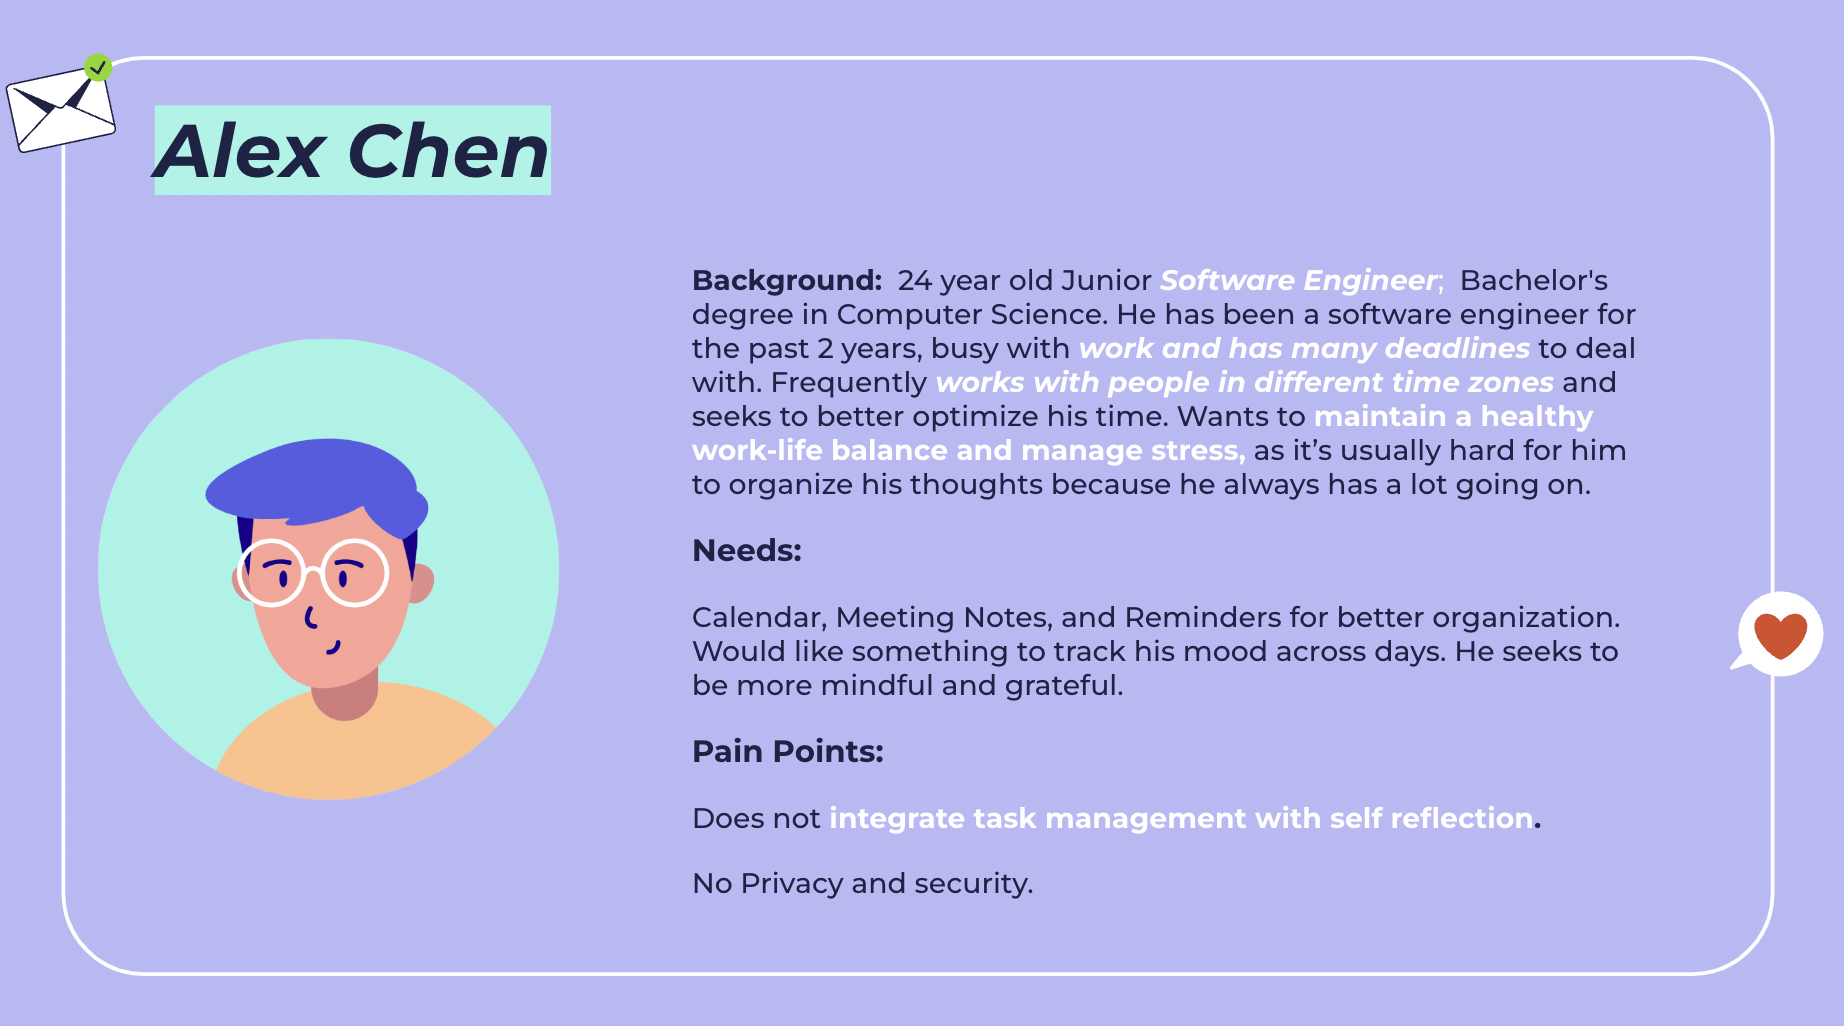 Alex Chen
Background:  24 year old Junior Software Engineer;  Bachelor's
degree in Computer Science. He has been a software engineer for
the past 2 years, busy with work and has many deadlines to deal
with. Frequently works with people in different time zones and
seeks to better optimize his time. Wants to maintain a healthy
work-life balance and manage stress, as it’s usually hard for him
to organize his thoughts because he always has a lot going on.
Needs:
Calendar, Meeting Notes, and Reminders for better organization.
Would like something to track his mood across days. He seeks to
be more mindful and grateful.
Pain Points:
Does not integrate task management with self reflection.
No Privacy and security.